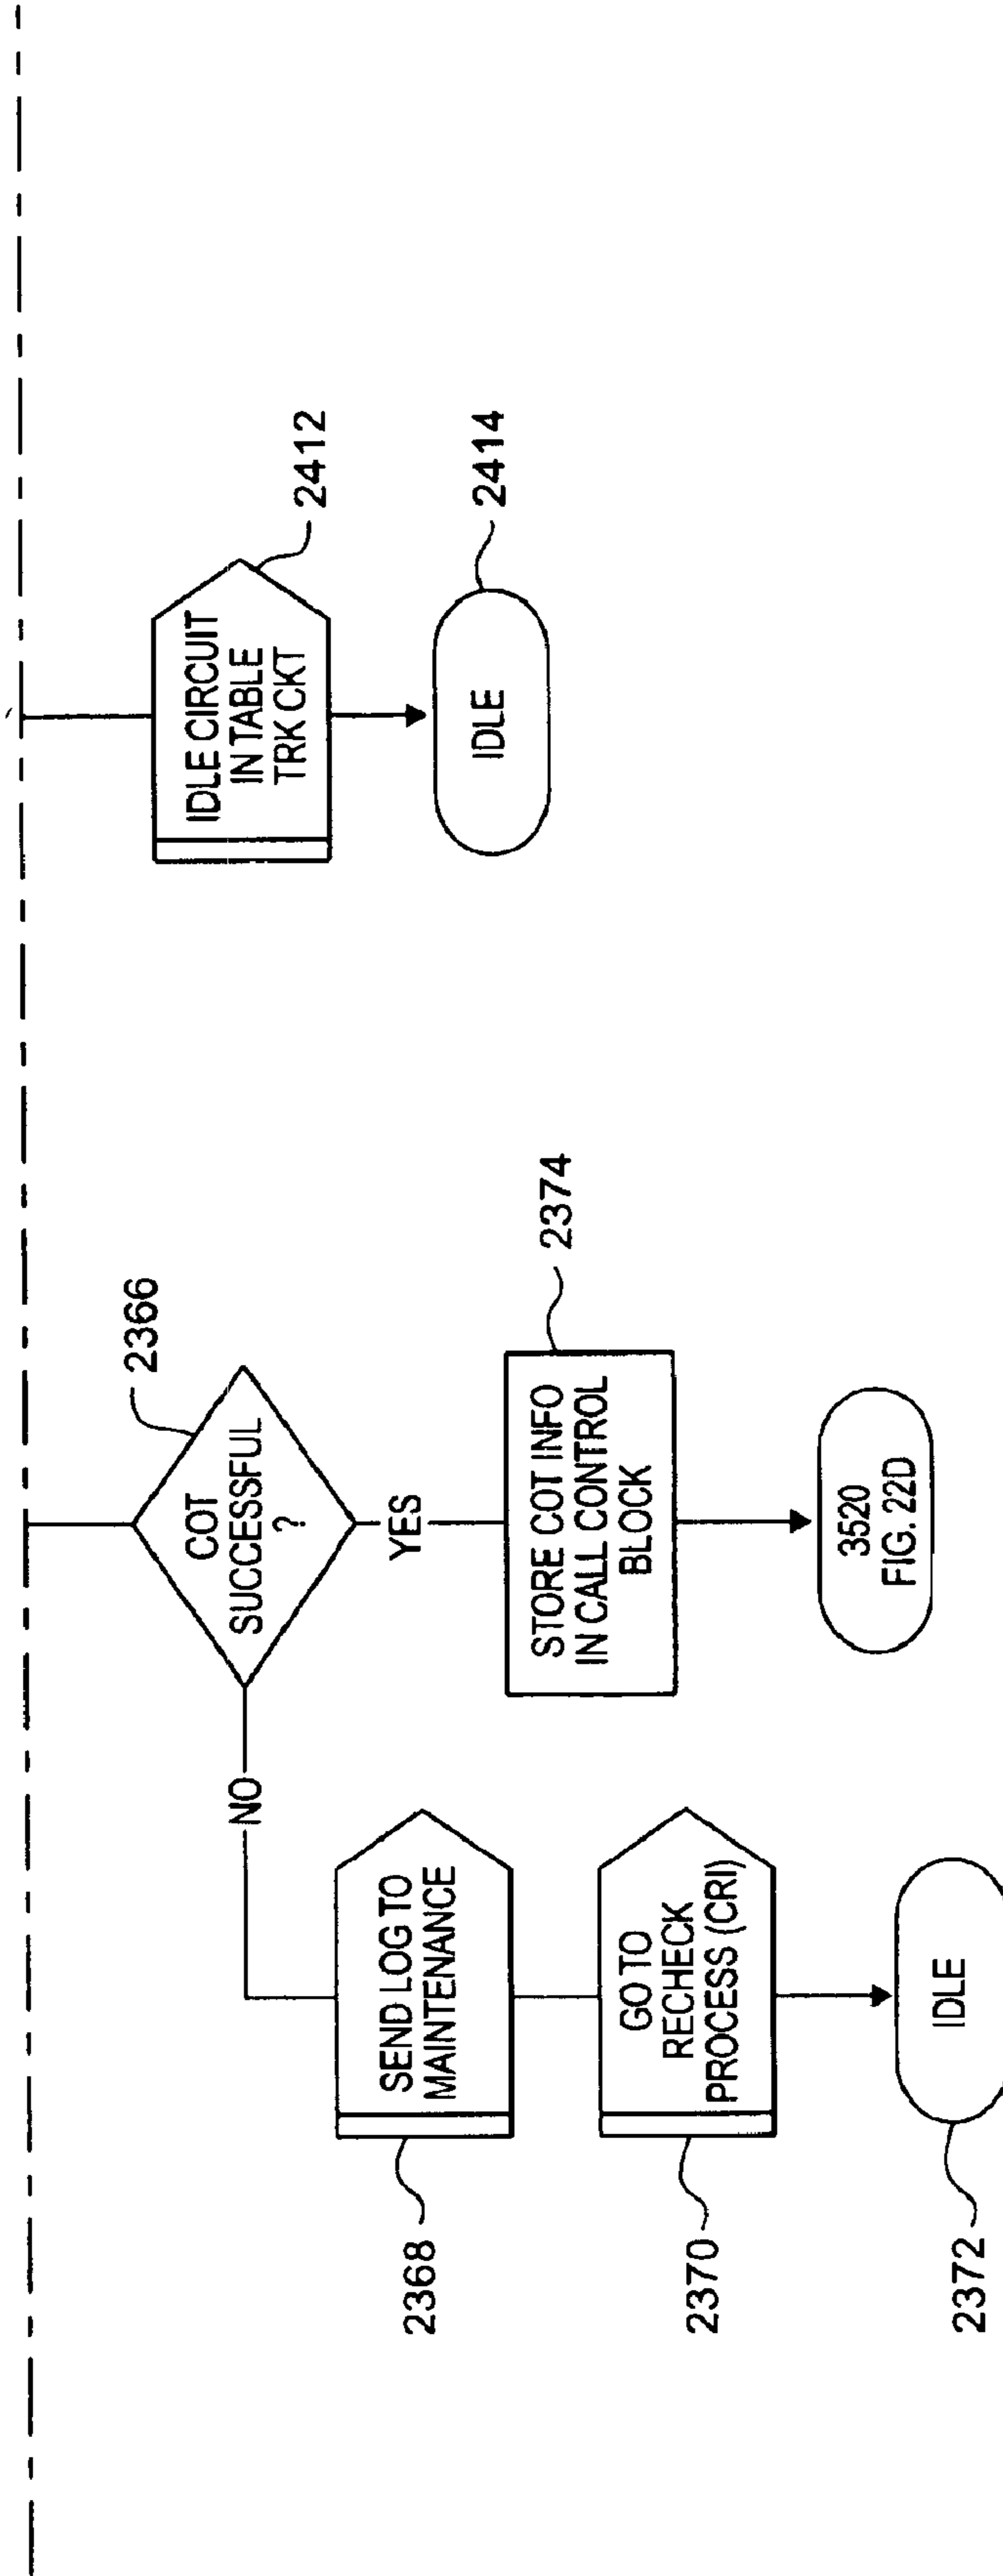 2366
COT
SUCCESSFUL
?
NO
YES
2368
SEND LOG TO
MAINTENANCE
2370
GO TO
RECHECK
PROCESS (CRI)
2372
IDLE
2374
STORE COT INFO
IN CALL CONTROL
BLOCK
3520
FIG. 22D
IDLE CIRCUIT
IN TABLE
TRK CKT
2412
IDLE
2414